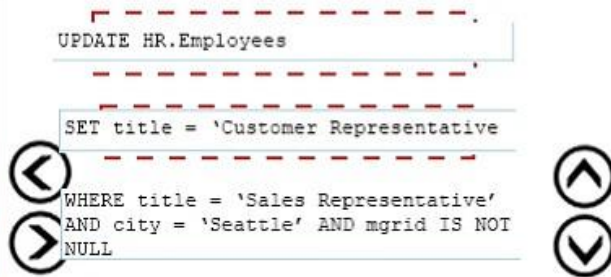 UPDATE HR.Employees
SET title = ‘Customer Representative
WHERE title = ‘Sales Representative’
AND city = ‘Seattle’ AND mgrid IS NOT
NULL